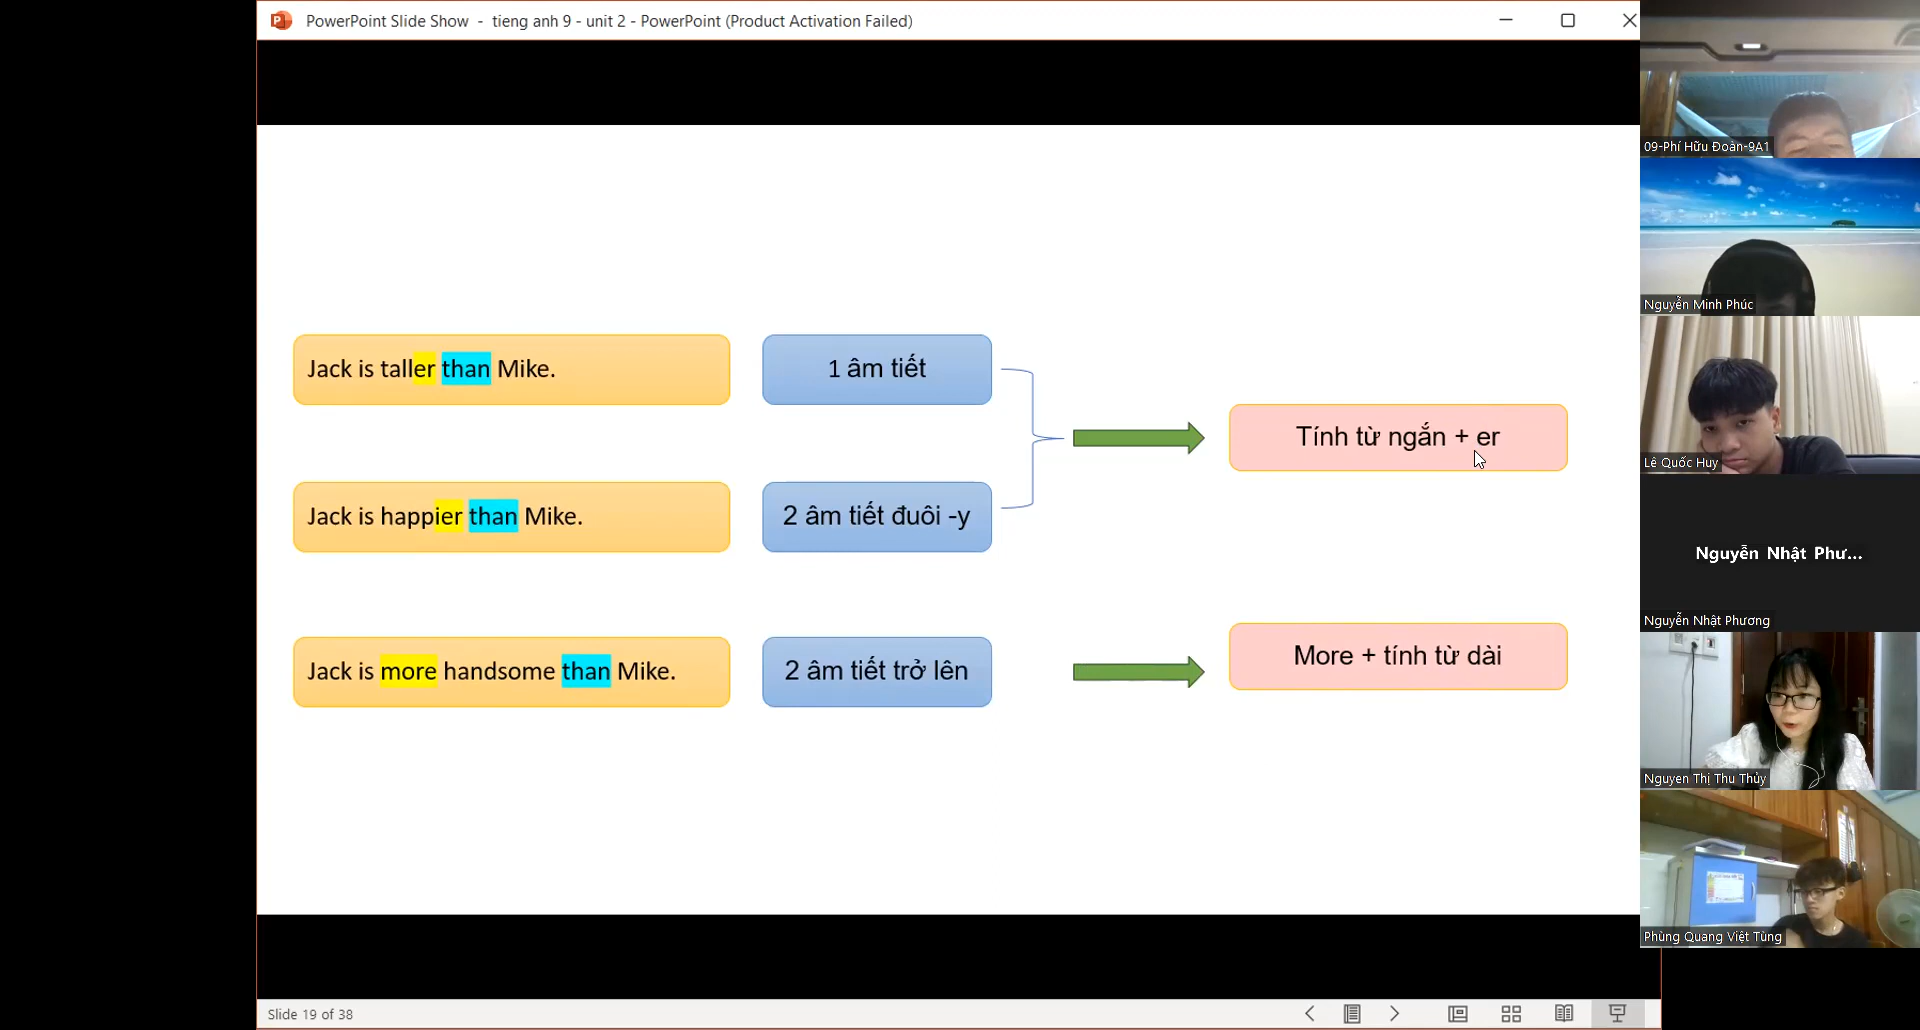 PowerPoint Slide Show - tieng anh 9 - unit 2 - PowerPoint (Product Activation Failed)
Jack is taller than Mike.
1 âm tiết
Tính từ ngắn + er
Jack is happier than Mike.
2 âm tiết đuôi -y
Jack is more handsome than Mike.
2 âm tiết trở lên
More + tính từ dài
Slide 19 of 38
09-Phí Hữu Đoàn-9A1
Nguyễn Minh Phúc
Lê Quốc Huy
Nguyễn Nhật Phư...
Nguyễn Nhật Phương
Nguyen Thị Thu Thủy
Phùng Quang Việt Tùng